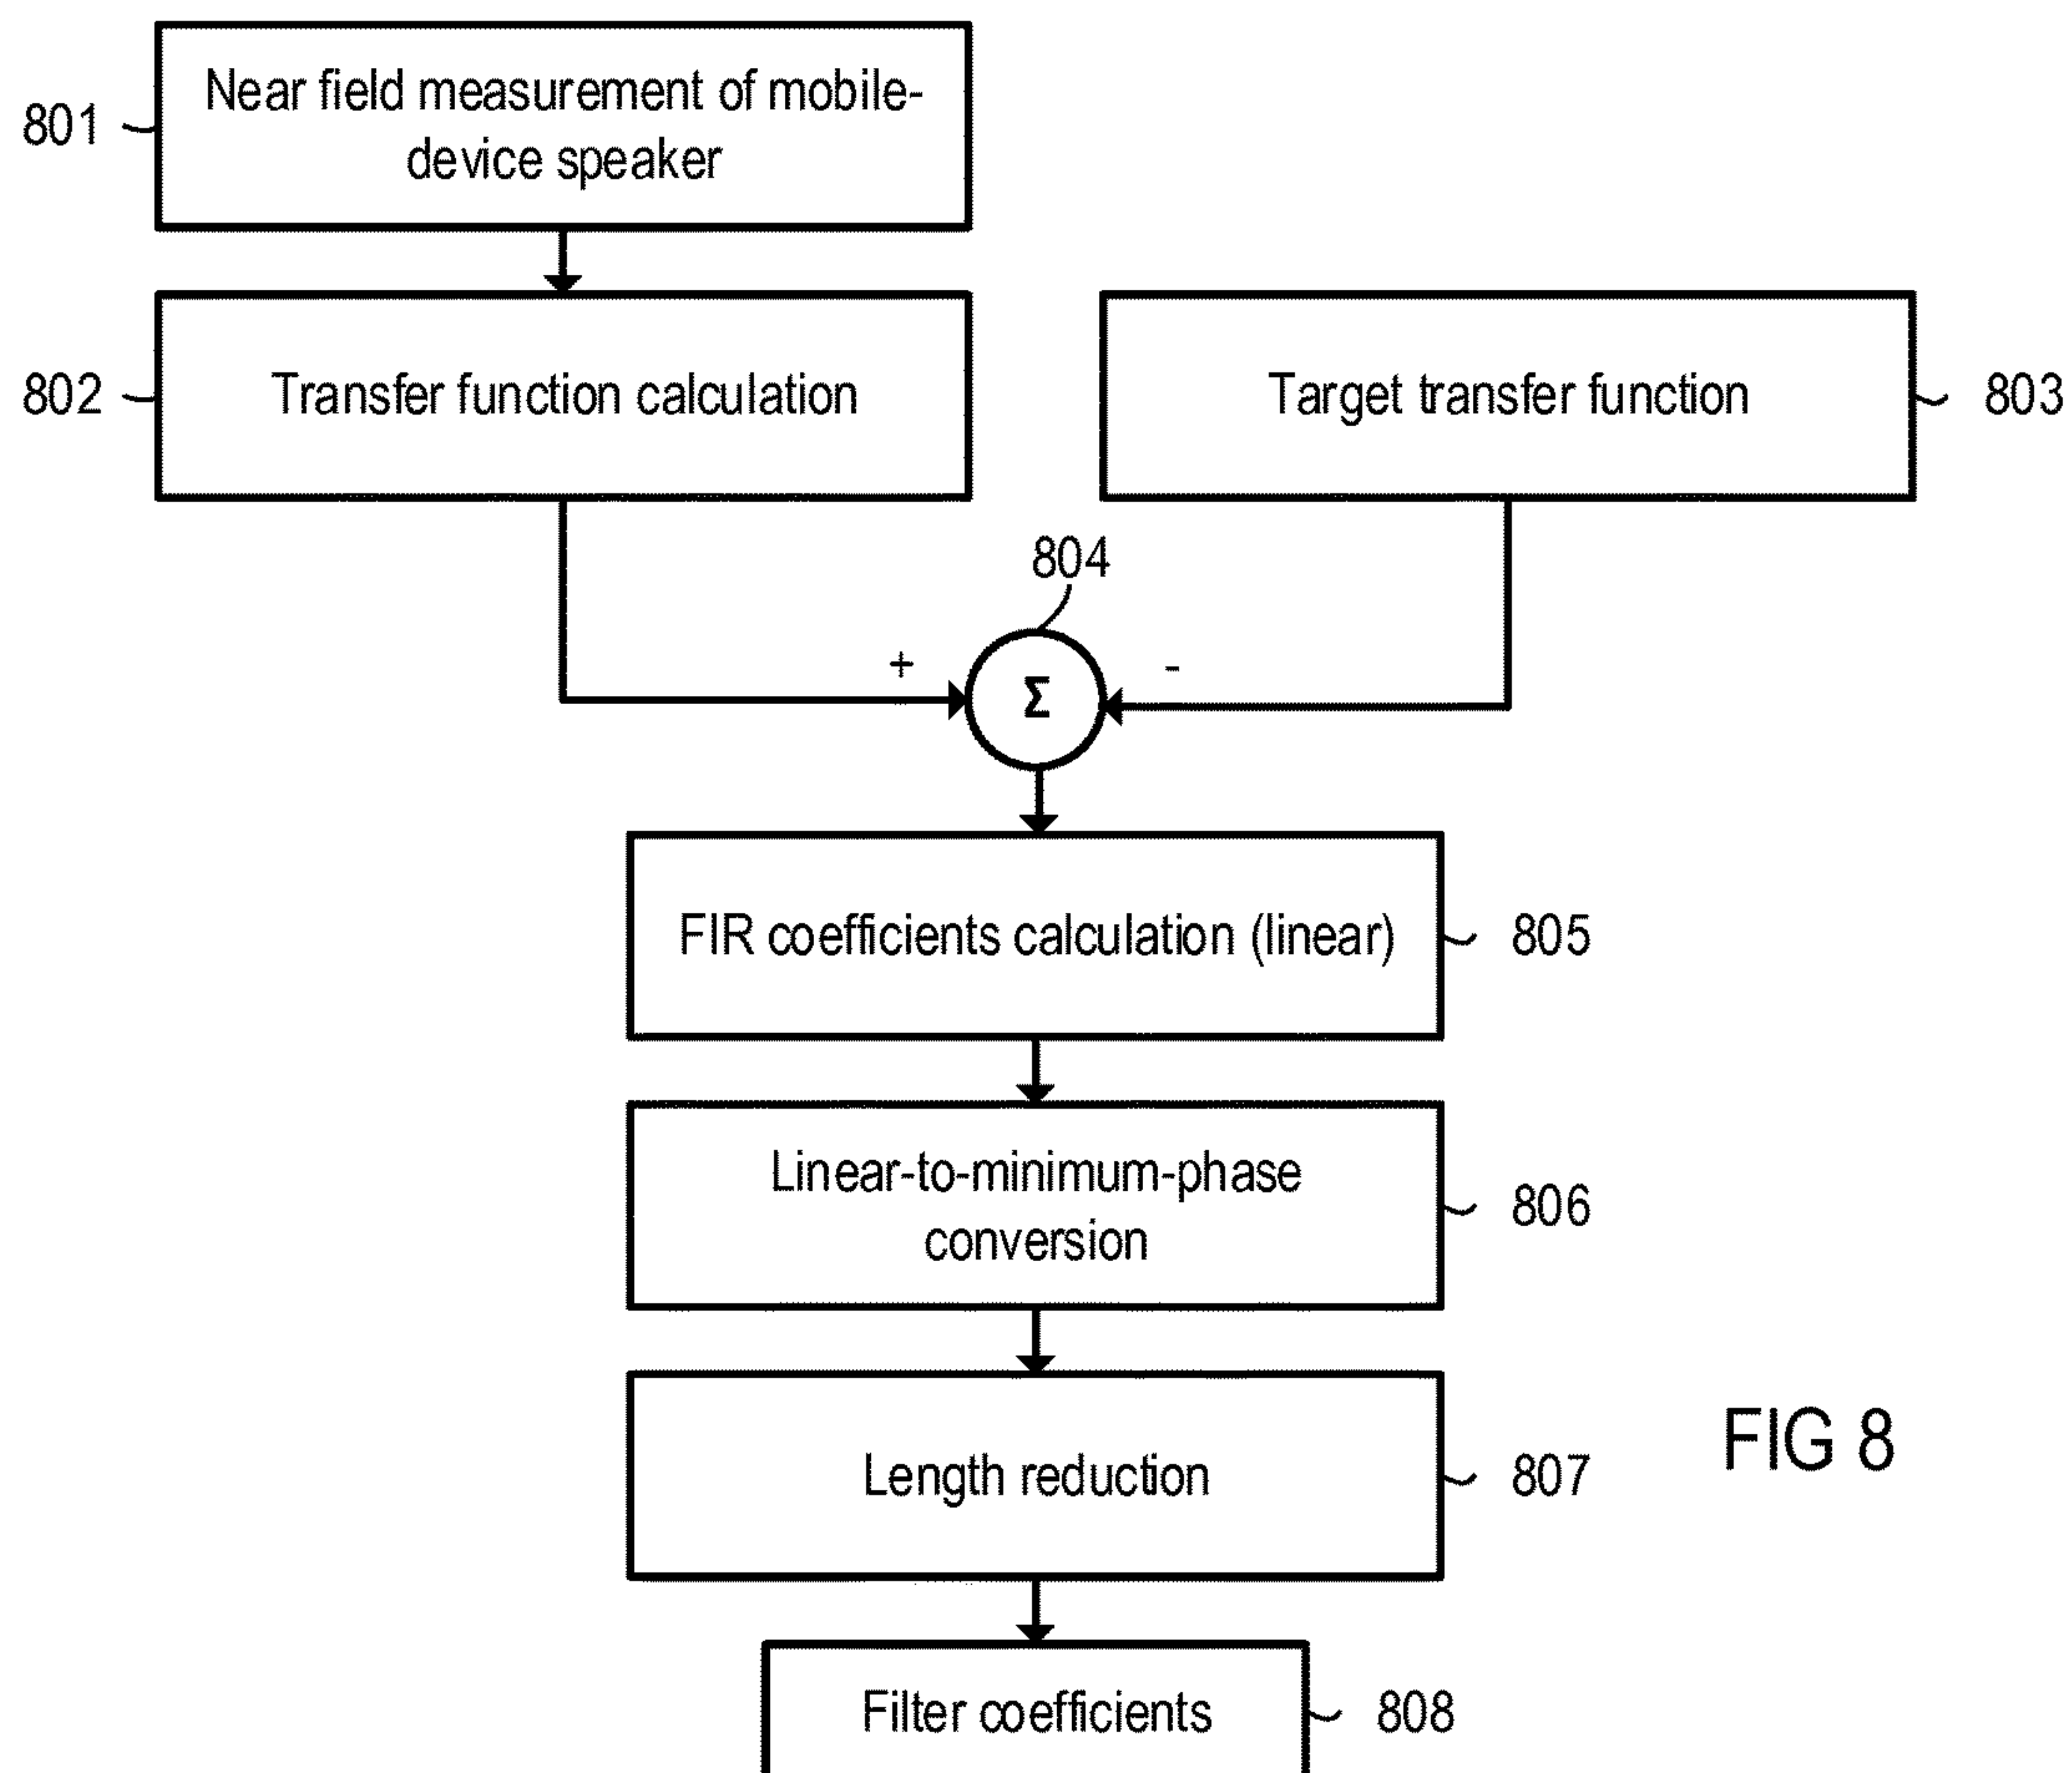 Near field measurement of mobile-
device speaker
801
Transfer function calculation
802
Target transfer function
803
804
+
-
Σ
FIR coefficients calculation (linear)
805
Linear-to-minimum-phase
conversion
806
Length reduction
807
FIG 8
Filter coefficients
808